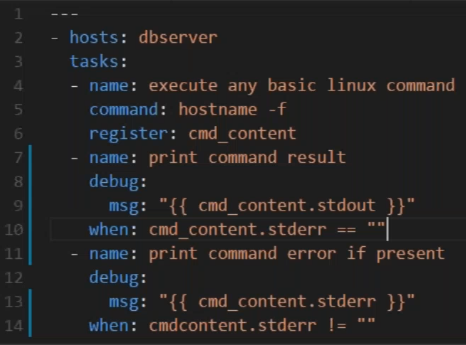 1 ---
2 - hosts: dbserver
3   tasks:
4   - name: execute any basic linux command
5     command: hostname -f
6     register: cmd_content
7   - name: print command result
8     debug:
9       msg: "{{ cmd_content.stdout }}"
10     when: cmd_content.stderr == ""
11   - name: print command error if present
12     debug:
13       msg: "{{ cmd_content.stderr }}"
14     when: cmdcontent.stderr != ""